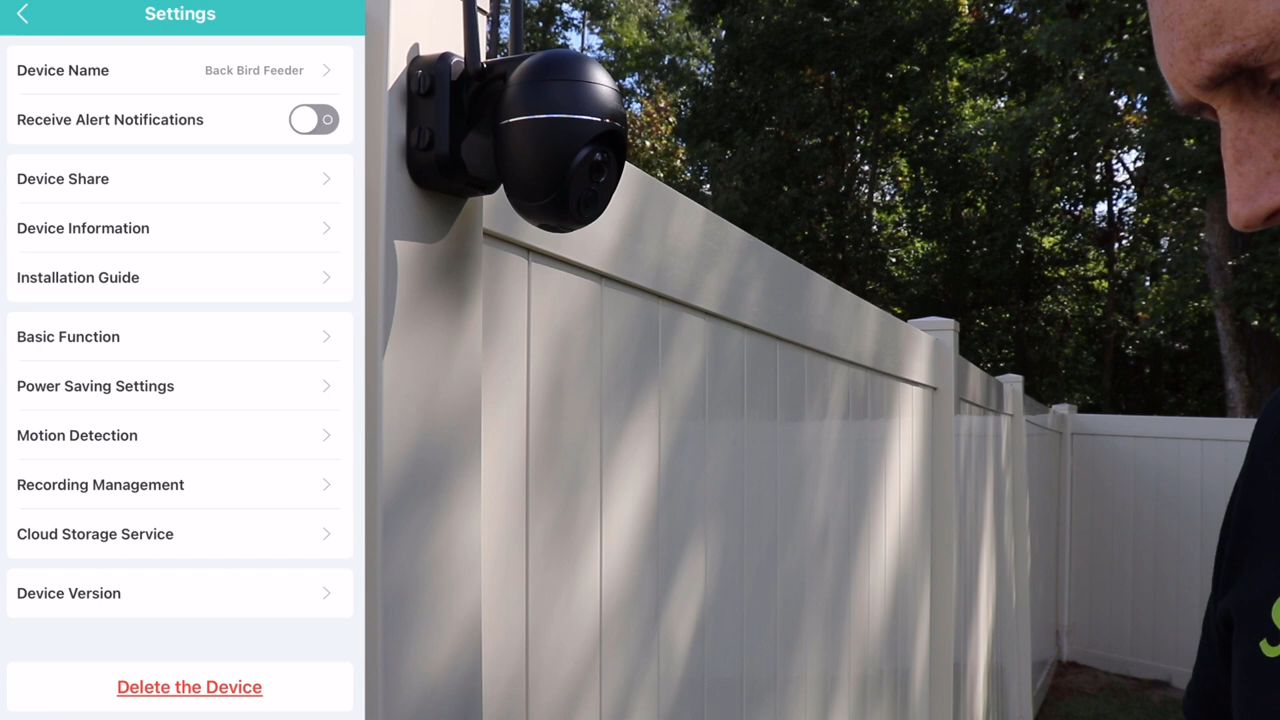 Settings
Device Name
Back Bird Feeder
Receive Alert Notifications
Device Share
Device Information
Installation Guide
Basic Function
Power Saving Settings
Motion Detection
Recording Management
Cloud Storage Service
Device Version
Delete the Device